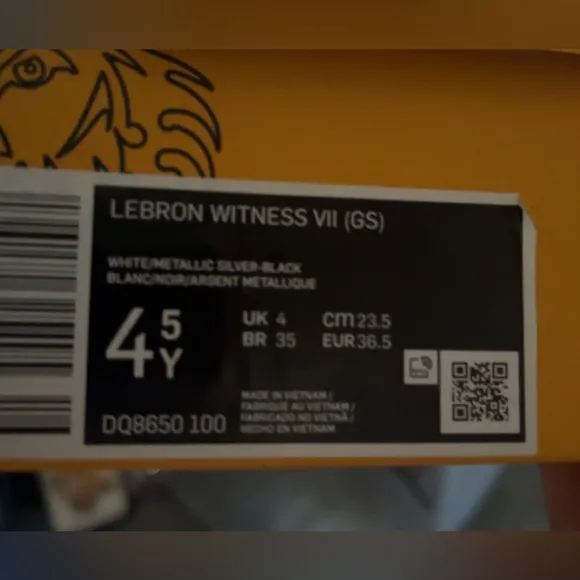 LEBRON WITNESS VII (GS)
WHITE/METALLIC SILVER-BLACK
BLANC/NOIR/ARGENT METALLIQUE
4 5Y
UK 4 cm 23.5
BR 35 EUR 36.5
DQ8650 100
MADE IN VIETNAM /
FABRIQUE AU VIETNAM /
FABRICADO NO VIETNÃ /
HECHO EN VIETNAM